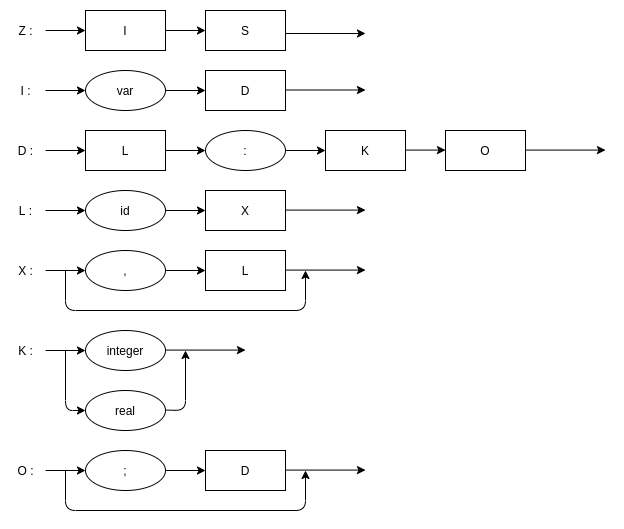 Z : I S
I : var D
D : L : K O
L : id X
X : , L
K : integer
real
O : ; D